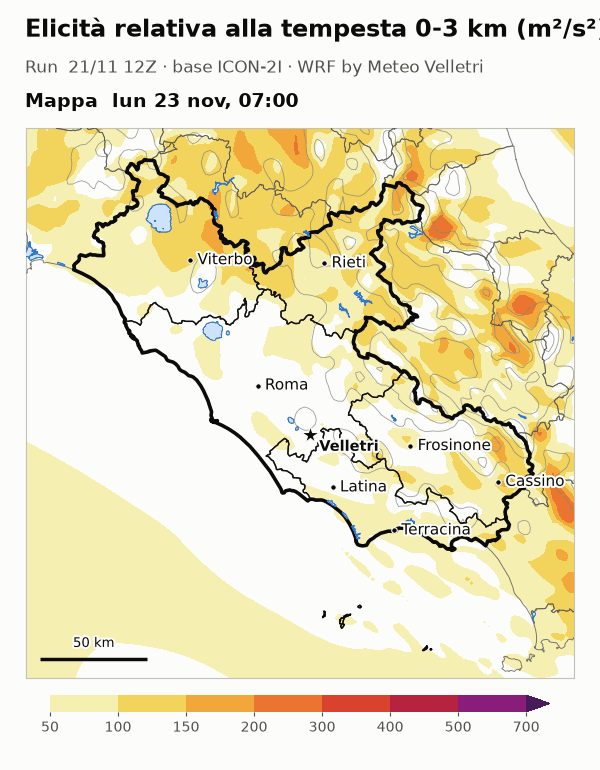 Elicità relativa alla tempesta 0-3 km (m²/s²)
Run 21/11 12Z · base ICON-2I · WRF by Meteo Velletri
Mappa lun 23 nov, 07:00
Viterbo
Rieti
Roma
Velletri
Frosinone
Cassino
Latina
Terracina
50 km
50 100 150 200 300 400 500 700